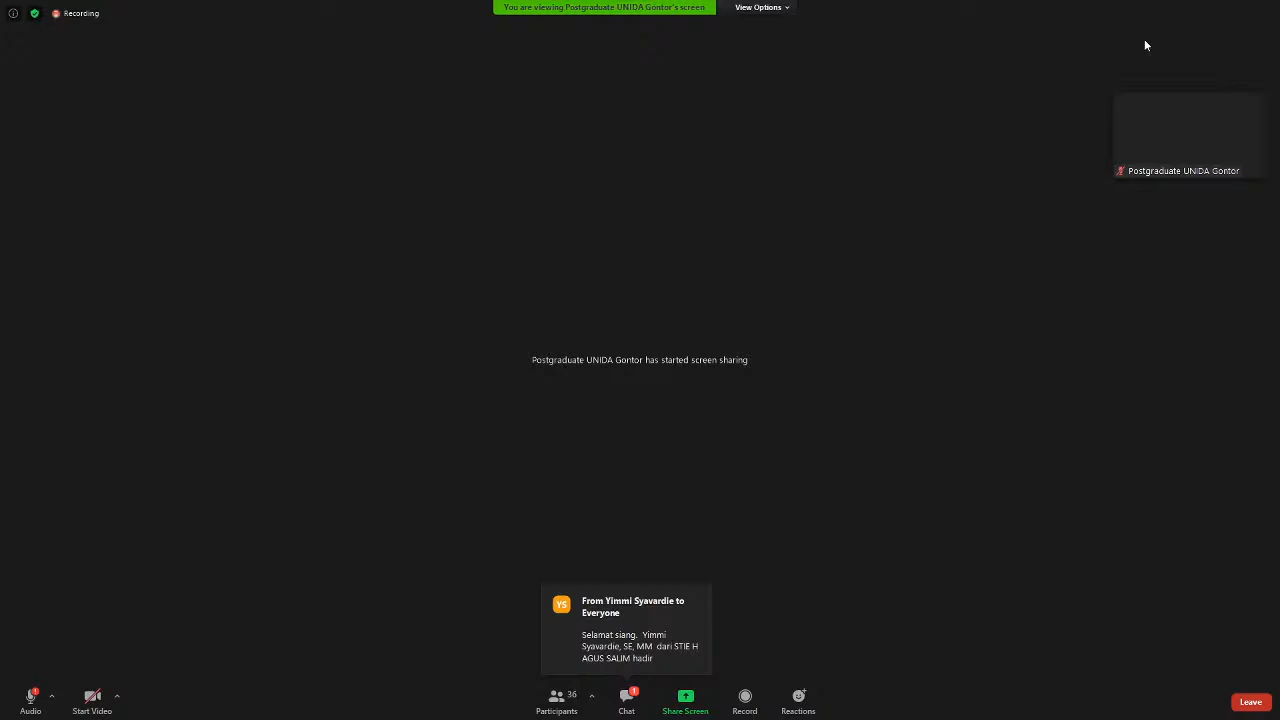 Recording
You are viewing Postgraduate UNIDA Gontor's screen
View Options
Postgraduate UNIDA Gontor
Postgraduate UNIDA Gontor has started screen sharing
YS
From Yimmi Syavardie to
Everyone
Selamat siang. Yimmi
Syavardie, SE, MM dari STIE H
AGUS SALIM hadir
Audio
Start Video
36
Participants
1
Chat
Share Screen
Record
Reactions
Leave